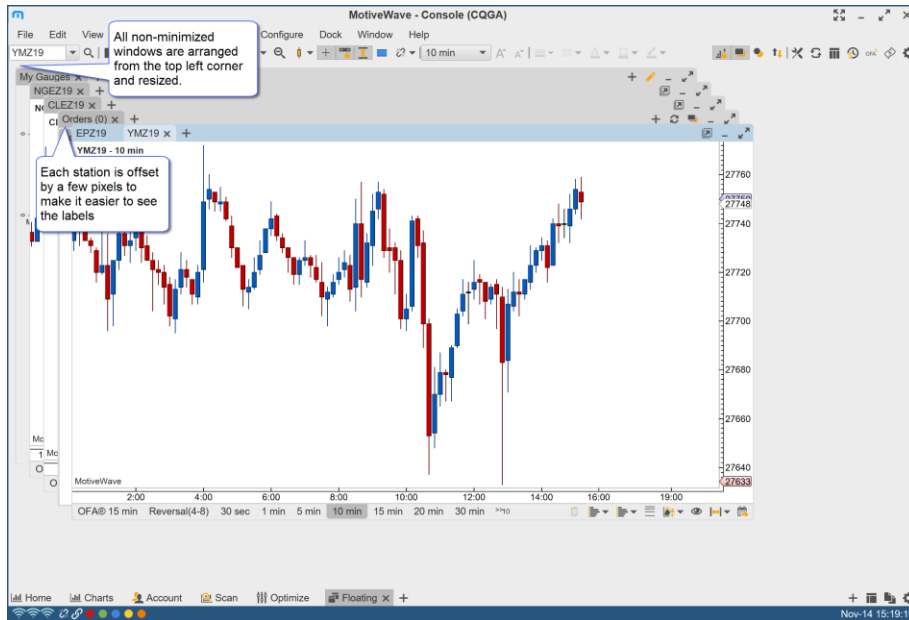 MotiveWave - Console (CQGA)
File Edit View Configure Dock Window Help
All non-minimized
windows are arranged
from the top left corner
and resized.
YMZ19 10 min
My Gauges
NGEZ19
CLEZ19
Orders (0)
EPZ19 YMZ19
YMZ19 - 10 min
Each station is offset
by a few pixels to
make it easier to see
the labels
27760
27748
27740
27720
27700
27680
27660
27640
27633
Mo
1 Mo
O
O
MotiveWave
2:00 4:00 6:00 8:00 10:00 12:00 14:00 16:00 19:00
OFA® 15 min Reversal(4-8) 30 sec 1 min 5 min 10 min 15 min 20 min 30 min >>10
Home Charts Account Scan Optimize Floating
Nov-14 15:19:1